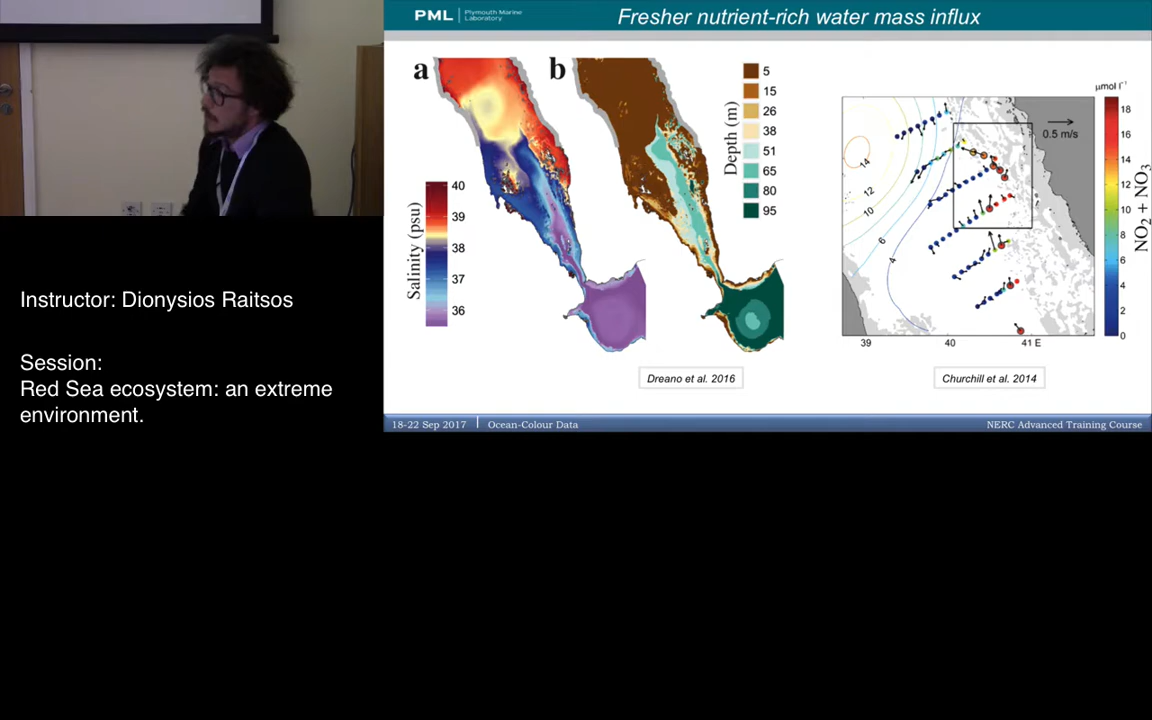 PML
Plymouth Marine
Laboratory
Fresher nutrient-rich water mass influx
a
b
Salinity (psu)
40
39
38
37
36
Depth (m)
5
15
26
38
51
65
80
95
µmol l⁻¹
18
16
14
12
10
8
6
4
2
0
NO2 + NO3
0.5 m/s
14
12
10
6
4
39
40
41 E
Dreano et al. 2016
Churchill et al. 2014
18-22 Sep 2017
Ocean-Colour Data
NERC Advanced Training Course
Instructor: Dionysios Raitsos
Session:
Red Sea ecosystem: an extreme
environment.